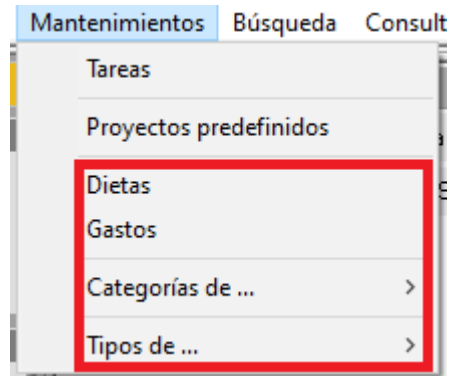 Mantenimientos Búsqueda Consult
Tareas
Proyectos predefinidos
Dietas
Gastos
Categorías de ...
Tipos de ...